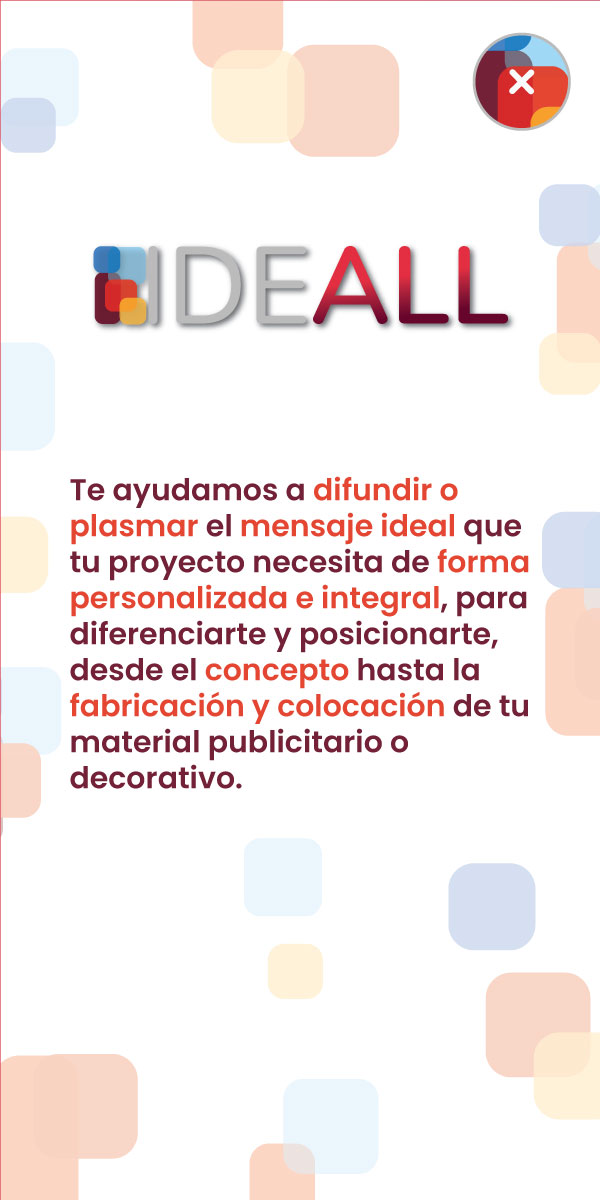 IDEALL
Te ayudamos a difundir o
plasmar el mensaje ideal que
tu proyecto necesita de forma
personalizada e integral, para
diferenciarte y posicionarte,
desde el concepto hasta la
fabricación y colocación de tu
material publicitario o
decorativo.